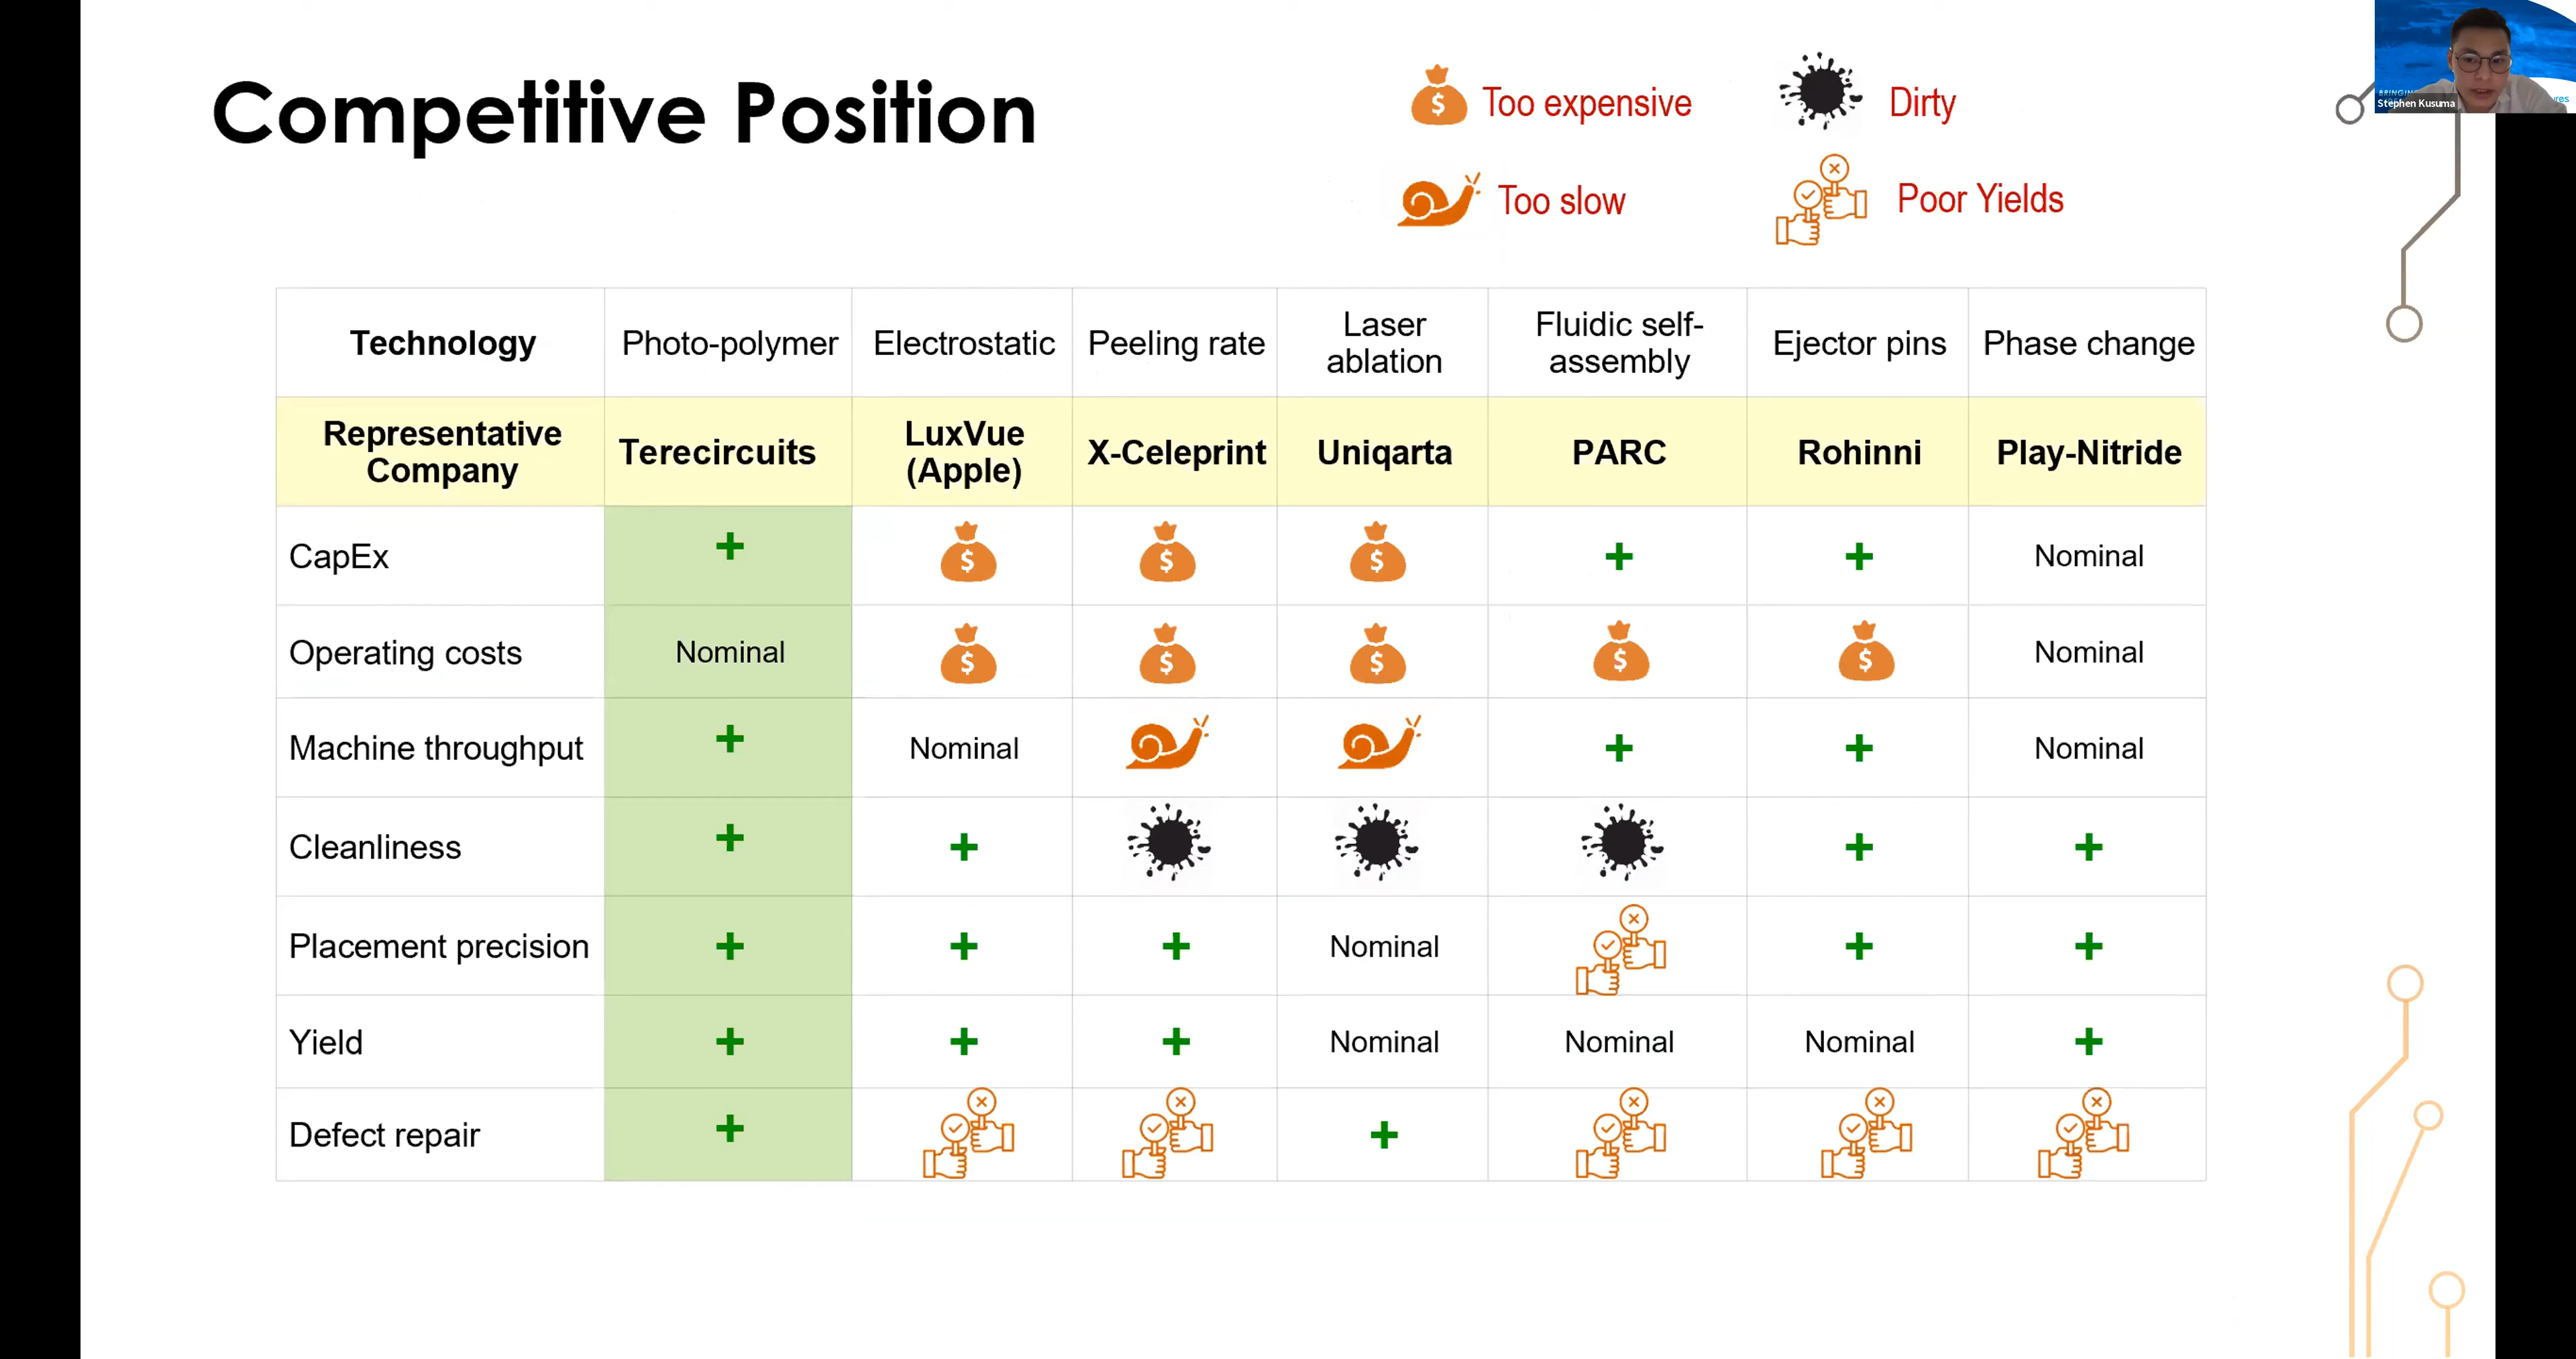 Competitive Position
Too expensive
Dirty
Too slow
Poor Yields
Stephen Kusuma
Technology Photo-polymer Electrostatic Peeling rate Laser ablation Fluidic self-assembly Ejector pins Phase change
Representative Company Terecircuits LuxVue (Apple) X-Celeprint Uniqarta PARC Rohinni Play-Nitride
CapEx + $ $ $ + + Nominal
Operating costs Nominal $ $ $ $ $ Nominal
Machine throughput + Nominal + + Nominal
Cleanliness + + + +
Placement precision + + + Nominal + +
Yield + + + Nominal Nominal Nominal +
Defect repair + +